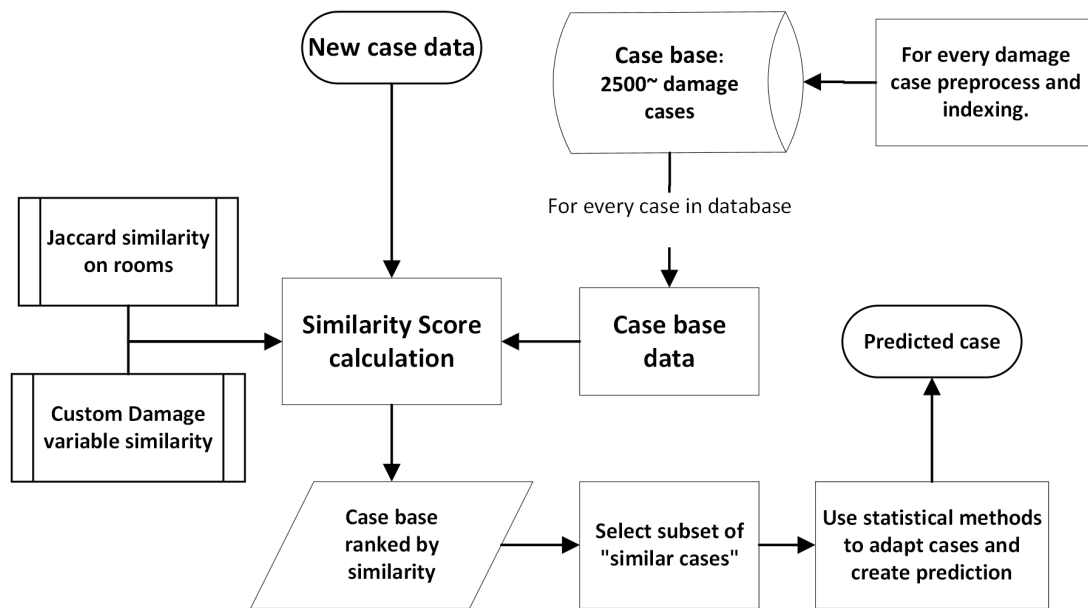 New case data
Case base:
2500~ damage
cases
For every damage
case preprocess and
indexing.
For every case in database
Jaccard similarity
on rooms
Similarity Score
calculation
Case base
data
Predicted case
Custom Damage
variable similarity
Case base
ranked by
similarity
Select subset of
"similar cases"
Use statistical methods
to adapt cases and
create prediction